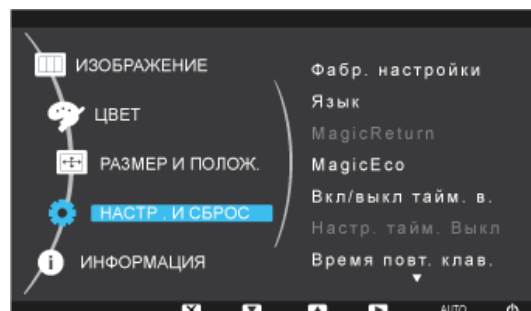 ИЗОБРАЖЕНИЕ
ЦВЕТ
РАЗМЕР И ПОЛОЖ.
НАСТР . И СБРОС
ИНФОРМАЦИЯ
Фабр. настройки
Язык
MagicReturn
MagicEco
Вкл/выкл тайм. в.
Настр. тайм. Выкл
Время повт. клав.
AUTO